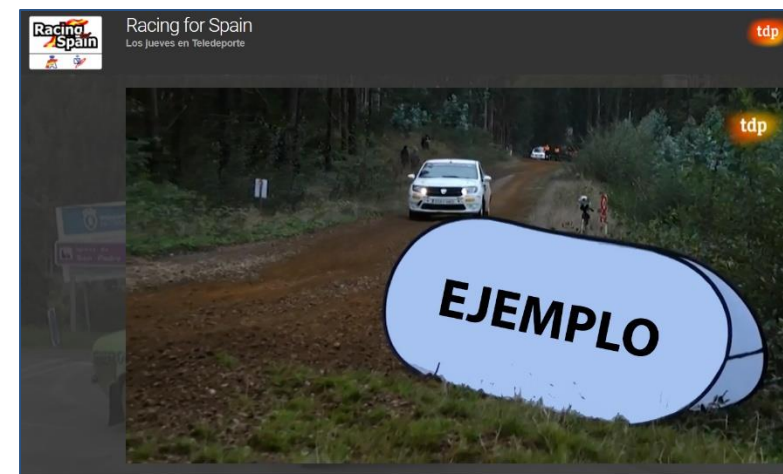 Racing
Spain
Racing for Spain
Los jueves en Teledeporte
tdp
tdp
EJEMPLO